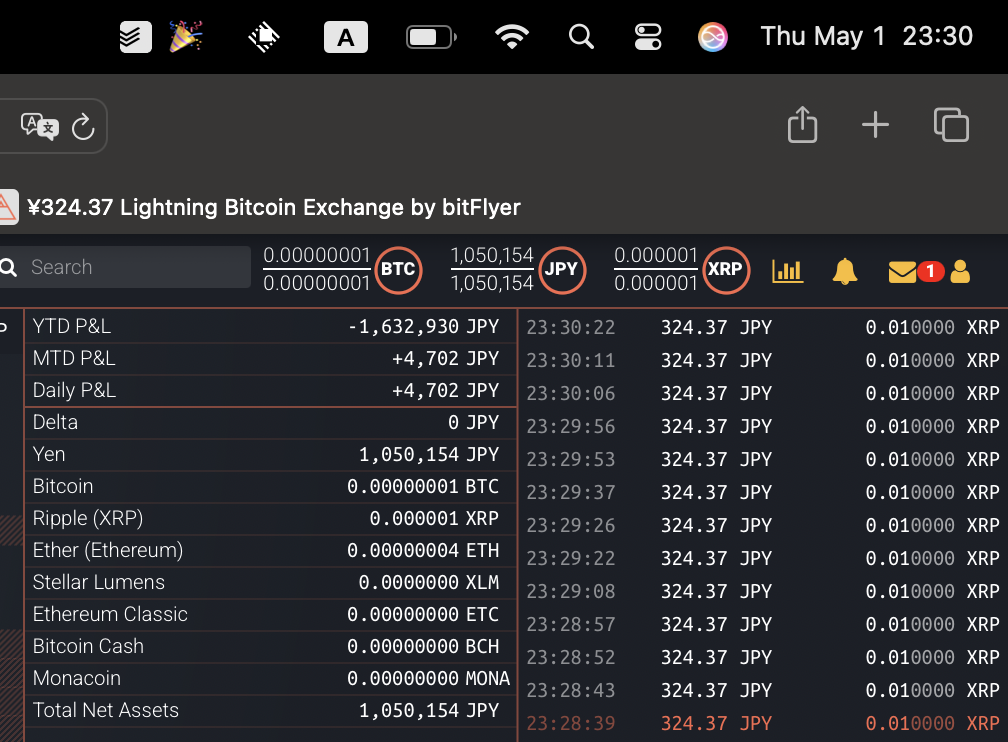 A
Thu May 1 23:30
¥324.37 Lightning Bitcoin Exchange by bitFlyer
Search
0.00000001
0.00000001
BTC
1,050,154
1,050,154
JPY
0.000001
0.000001
XRP
1
YTD P&L -1,632,930 JPY
MTD P&L +4,702 JPY
Daily P&L +4,702 JPY
Delta 0 JPY
Yen 1,050,154 JPY
Bitcoin 0.00000001 BTC
Ripple (XRP) 0.000001 XRP
Ether (Ethereum) 0.00000004 ETH
Stellar Lumens 0.0000000 XLM
Ethereum Classic 0.00000000 ETC
Bitcoin Cash 0.00000000 BCH
Monacoin 0.00000000 MONA
Total Net Assets 1,050,154 JPY
23:30:22 324.37 JPY 0.010000 XRP
23:30:11 324.37 JPY 0.010000 XRP
23:30:06 324.37 JPY 0.010000 XRP
23:29:56 324.37 JPY 0.010000 XRP
23:29:53 324.37 JPY 0.010000 XRP
23:29:37 324.37 JPY 0.010000 XRP
23:29:26 324.37 JPY 0.010000 XRP
23:29:22 324.37 JPY 0.010000 XRP
23:29:08 324.37 JPY 0.010000 XRP
23:28:57 324.37 JPY 0.010000 XRP
23:28:52 324.37 JPY 0.010000 XRP
23:28:43 324.37 JPY 0.010000 XRP
23:28:39 324.37 JPY 0.010000 XRP